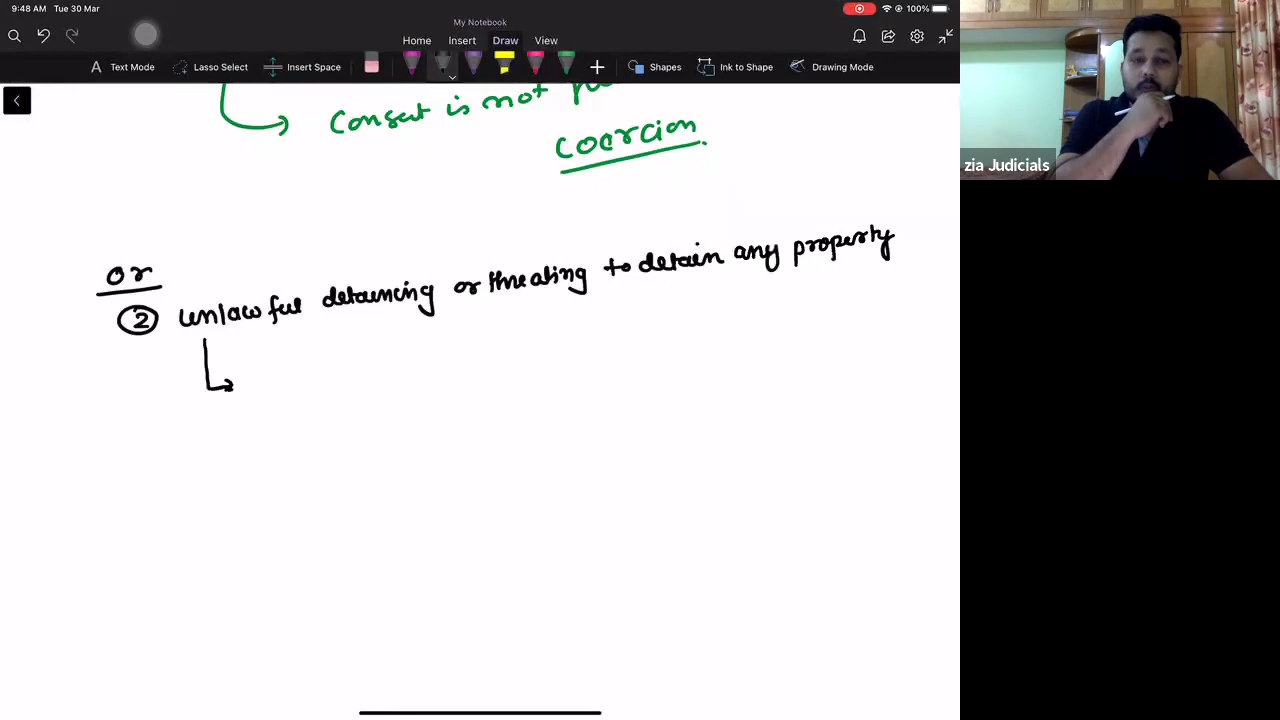 9:48 AM Tue 30 Mar
100%
My Notebook
Home Insert Draw View
A Text Mode Lasso Select Insert Space + Shapes Ink to Shape Drawing Mode
zia Judicials
Consent is not
coercion.
or
2 unlawful detaincing or threating to detain any property